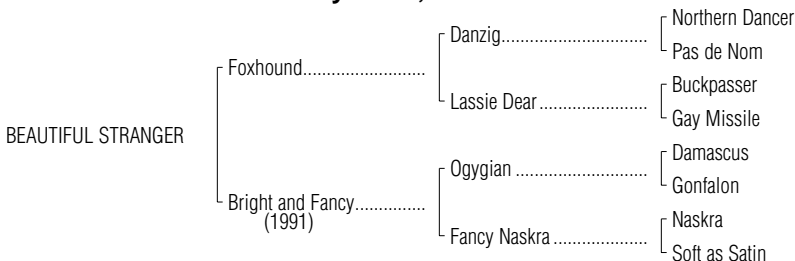 Northern Dancer
Danzig..............................
Pas de Nom
Foxhound.........................
Buckpasser
Lassie Dear......................
Gay Missile
BEAUTIFUL STRANGER
Damascus
Ogygian ...........................
Gonfalon
Bright and Fancy...............
(1991)
Naskra
Fancy Naskra ...................
Soft as Satin